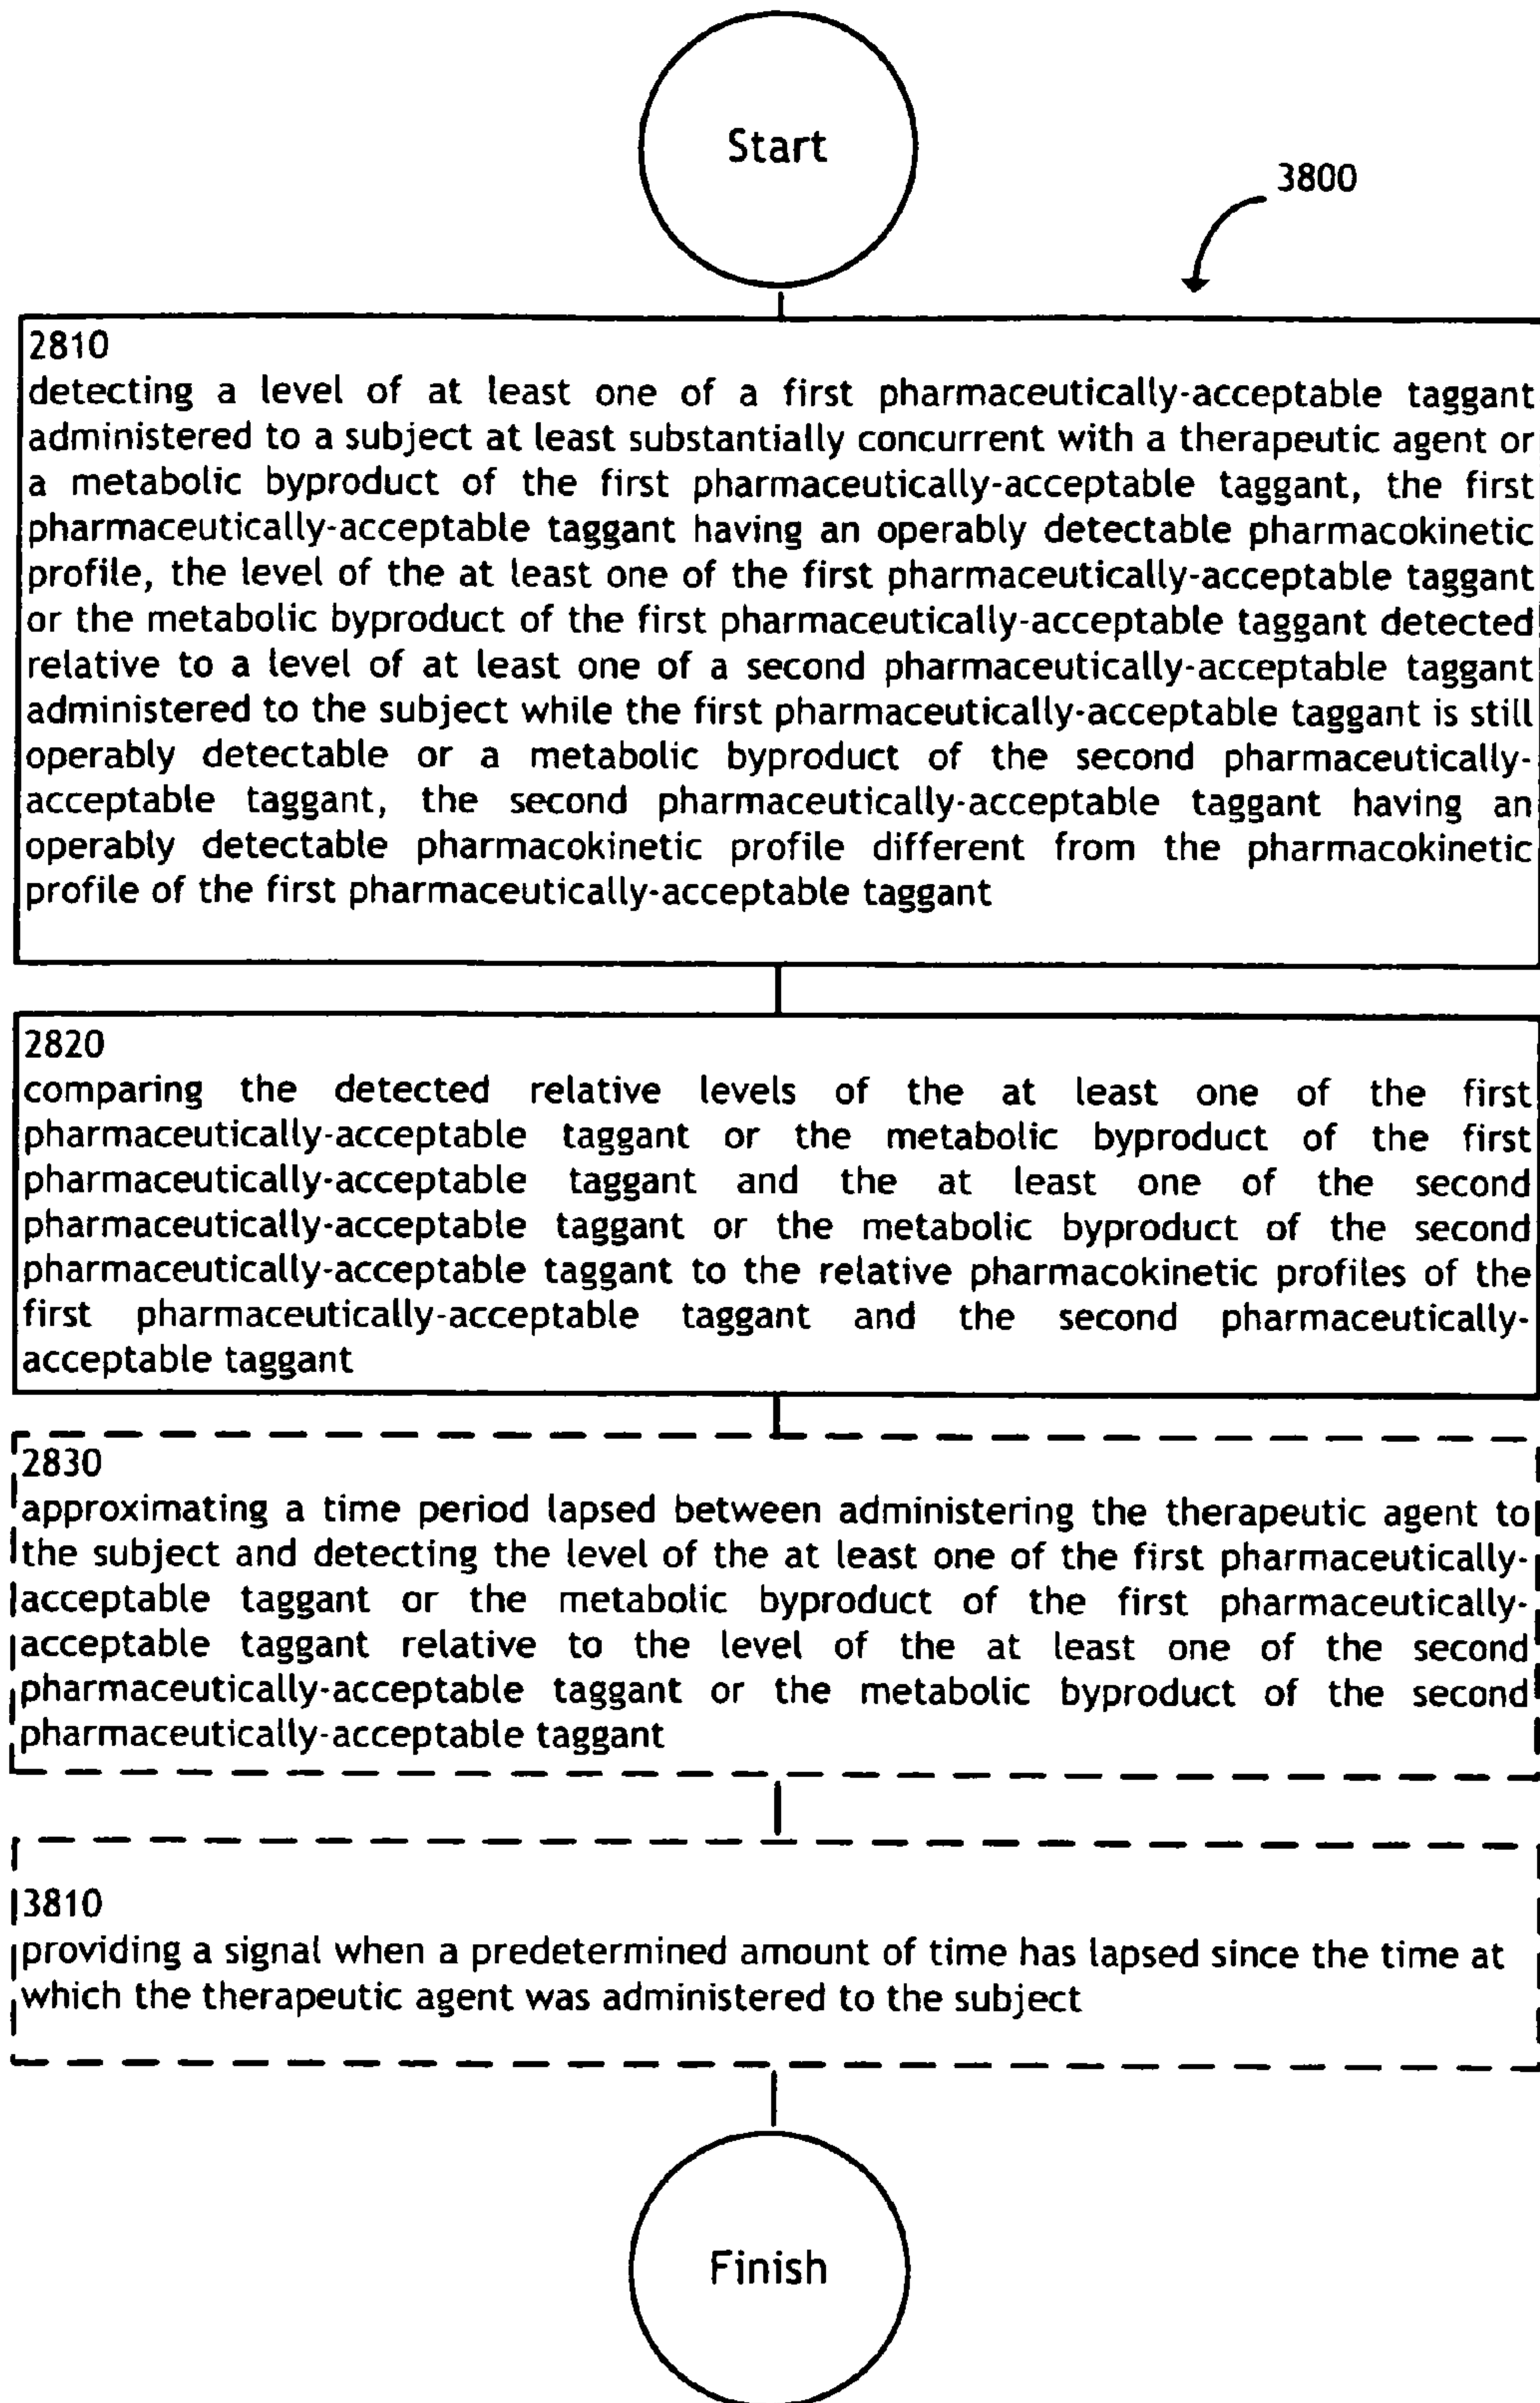 Start
3800
2810
detecting a level of at least one of a first pharmaceutically-acceptable taggant
administered to a subject at least substantially concurrent with a therapeutic agent or
a metabolic byproduct of the first pharmaceutically-acceptable taggant, the first
pharmaceutically-acceptable taggant having an operably detectable pharmacokinetic
profile, the level of the at least one of the first pharmaceutically-acceptable taggant
or the metabolic byproduct of the first pharmaceutically-acceptable taggant detected
relative to a level of at least one of a second pharmaceutically-acceptable taggant
administered to the subject while the first pharmaceutically-acceptable taggant is still
operably detectable or a metabolic byproduct of the second pharmaceutically-
acceptable taggant, the second pharmaceutically-acceptable taggant having an
operably detectable pharmacokinetic profile different from the pharmacokinetic
profile of the first pharmaceutically-acceptable taggant
2820
comparing the detected relative levels of the at least one of the first
pharmaceutically-acceptable taggant or the metabolic byproduct of the first
pharmaceutically-acceptable taggant and the at least one of the second
pharmaceutically-acceptable taggant or the metabolic byproduct of the second
pharmaceutically-acceptable taggant to the relative pharmacokinetic profiles of the
first pharmaceutically-acceptable taggant and the second pharmaceutically-
acceptable taggant
2830
approximating a time period lapsed between administering the therapeutic agent to
the subject and detecting the level of the at least one of the first pharmaceutically-
acceptable taggant or the metabolic byproduct of the first pharmaceutically-
acceptable taggant relative to the level of the at least one of the second
pharmaceutically-acceptable taggant or the metabolic byproduct of the second
pharmaceutically-acceptable taggant
3810
providing a signal when a predetermined amount of time has lapsed since the time at
which the therapeutic agent was administered to the subject
Finish